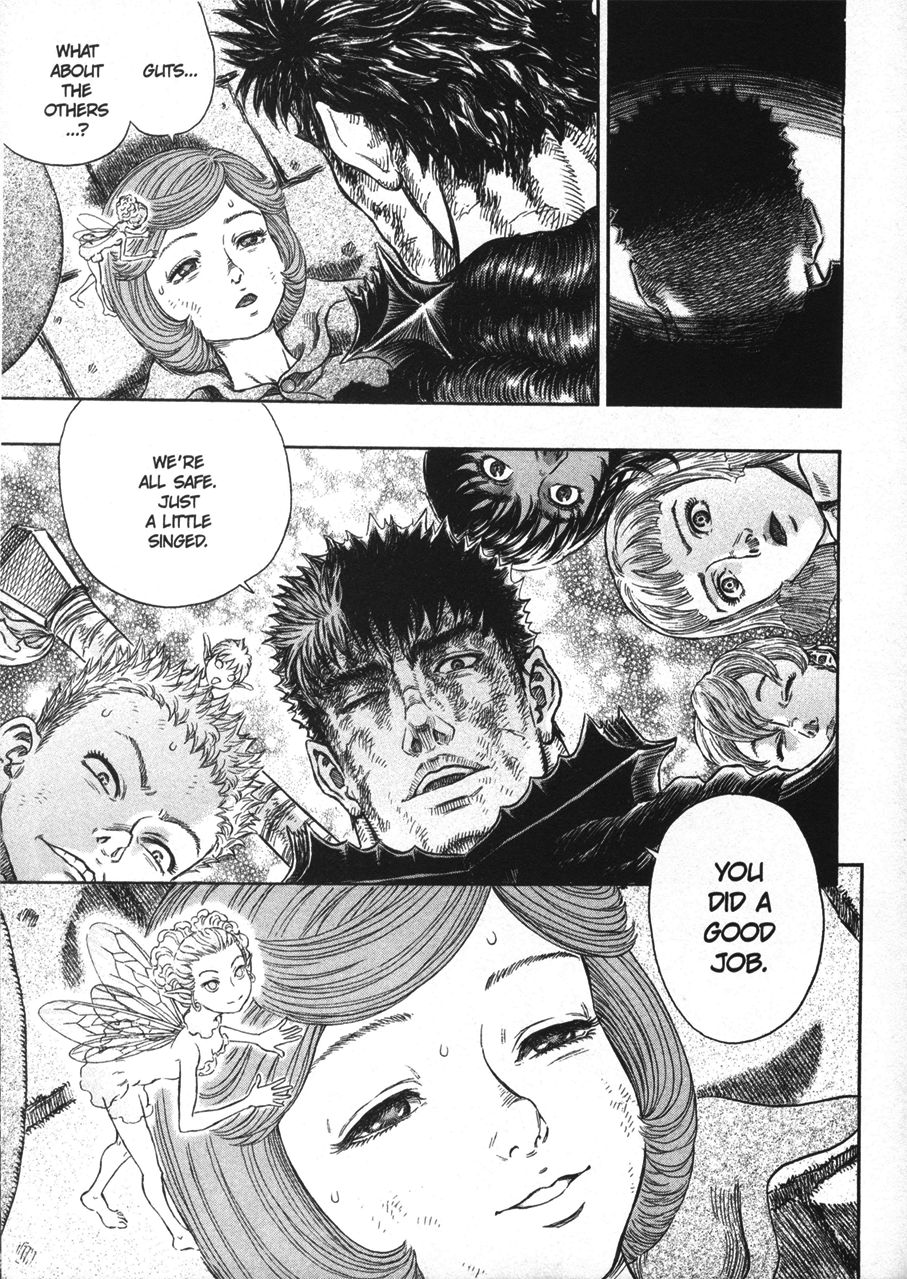 GUTS...
WHAT
ABOUT
THE
OTHERS
...?
WE'RE
ALL SAFE.
JUST
A LITTLE
SINGED.
YOU
DID A
GOOD
JOB.